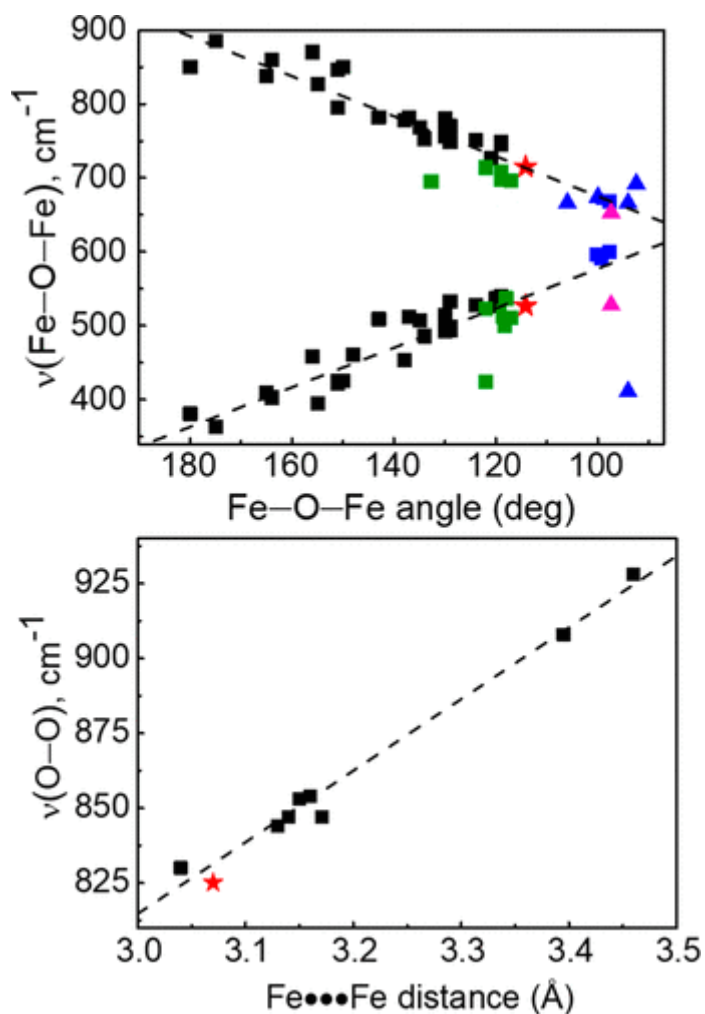 900
800
700
600
500
400
ν(Fe–O–Fe), cm⁻¹
180 160 140 120 100
Fe–O–Fe angle (deg)
925
900
875
850
825
ν(O–O), cm⁻¹
3.0 3.1 3.2 3.3 3.4 3.5
Fe•••Fe distance (Å)